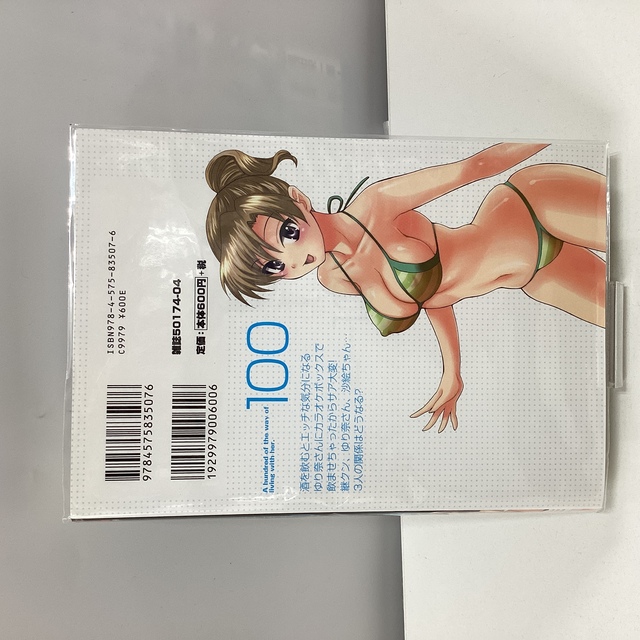 ISBN978-4-575-83507-6
C9979 ¥600E
雑誌50174-04
定価:本体600円+税
9784575835076
1929979006006
A hundred of the way of
living with her.
100
酒を飲むとエッチな気分になる
ゆり奈さんにカラオケボックスで
飲ませちゃったからサア大変!
継クン、ゆり奈さん、沙絵ちゃん
3人の関係はどうなる?